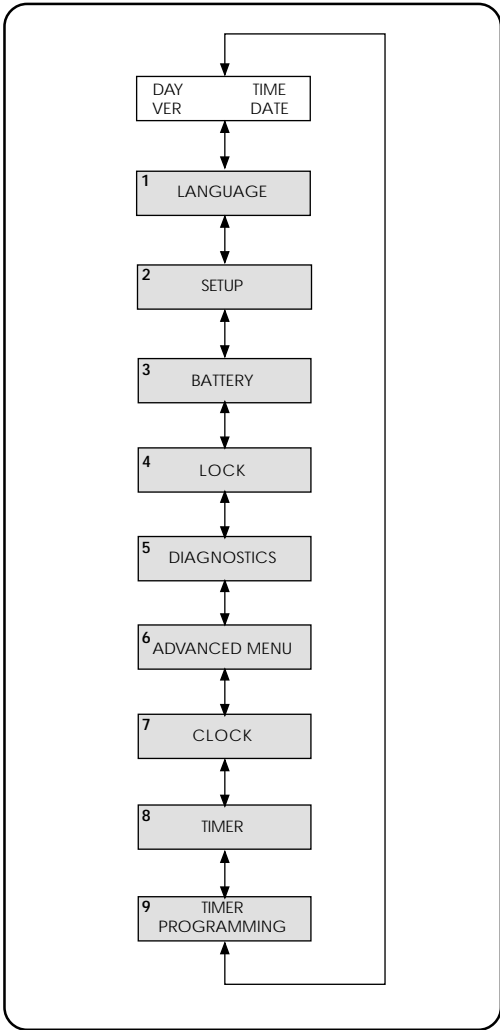 DAY TIME
VER DATE
1
LANGUAGE
2
SETUP
3
BATTERY
4
LOCK
5
DIAGNOSTICS
6
ADVANCED MENU
7
CLOCK
8
TIMER
9
TIMER
PROGRAMMING